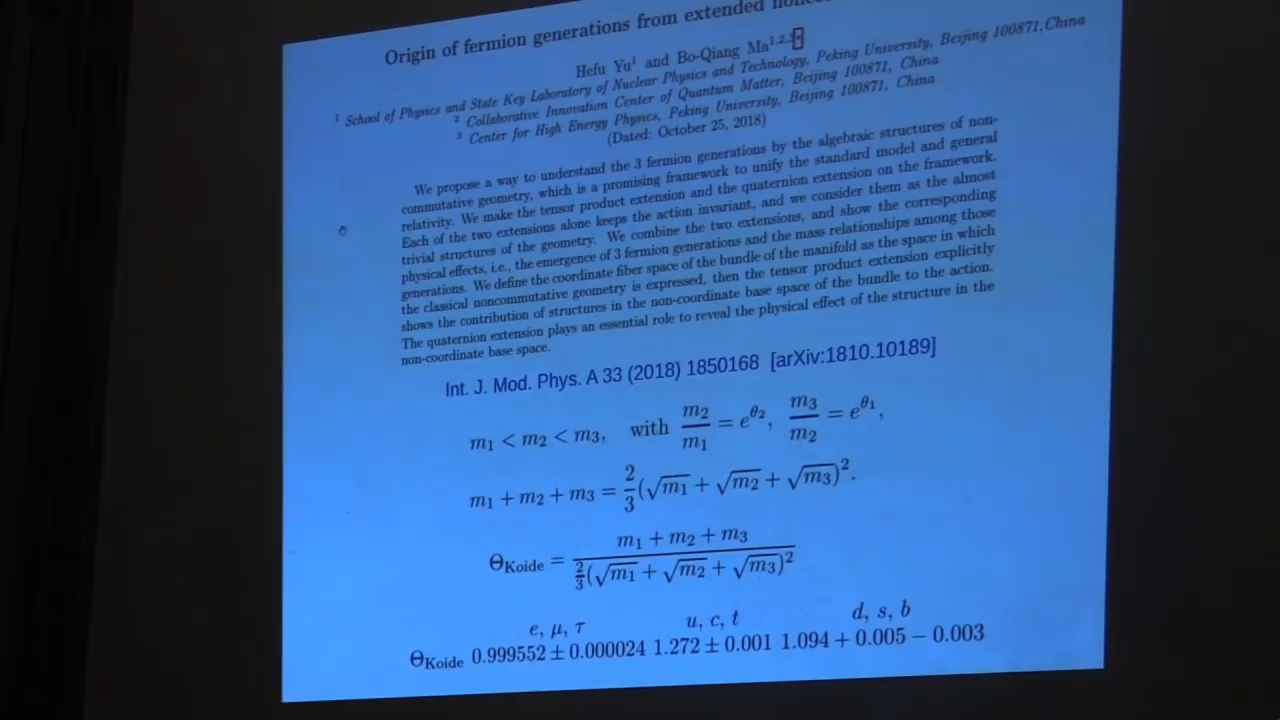 Origin of fermion generations from extended
Hefu Yu¹ and Bo-Qiang Ma¹,²,³,*
¹ School of Physics and State Key Laboratory of Nuclear Physics and Technology, Peking University, Beijing 100871, China
² Collaborative Innovation Center of Quantum Matter, Beijing 100871, China
³ Center for High Energy Physics, Peking University, Beijing 100871, China
(Dated: October 25, 2018)
We propose a way to understand the 3 fermion generations by the algebraic structures of non-
commutative geometry, which is a promising framework to unify the standard model and general
relativity. We make the tensor product extension and the quaternion extension on the framework.
Each of the two extensions alone keeps the action invariant, and we consider them as the almost
trivial structures of the geometry. We combine the two extensions, and show the corresponding
physical effects, i.e., the emergence of 3 fermion generations and the mass relationships among those
generations. We define the coordinate fiber space of the bundle of the manifold as the space in which
the classical noncommutative geometry is expressed, then the tensor product extension explicitly
shows the contribution of structures in the non-coordinate base space of the bundle to the action.
The quaternion extension plays an essential role to reveal the physical effect of the structure in the
non-coordinate base space.
Int. J. Mod. Phys. A 33 (2018) 1850168 [arXiv:1810.10189]
m₁ < m₂ < m₃, with m₂/m₁ = e^θ₂, m₃/m₂ = e^θ₁,
m₁ + m₂ + m₃ = 2/3(√m₁ + √m₂ + √m₃)².
Θ_Koide = (m₁ + m₂ + m₃)/(2/3(√m₁ + √m₂ + √m₃)²)
e, μ, τ u, c, t d, s, b
Θ_Koide 0.999552 ± 0.000024 1.272 ± 0.001 1.094 + 0.005 − 0.003